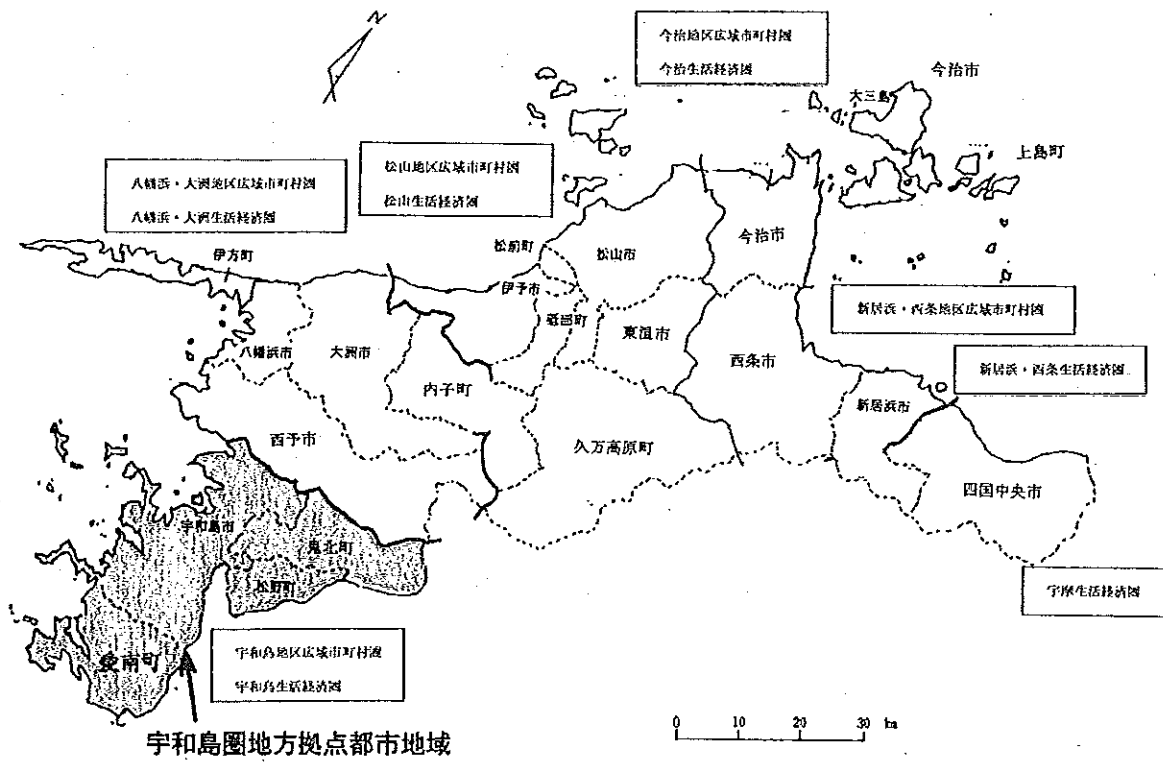 N
今治地区広域市町村圏
今治生活経済圏
今治市
大三島
上島町
松山地区広域市町村圏
松山生活経済圏
八幡浜・大洲地区広域市町村圏
八幡浜・大洲生活経済圏
伊方町
松前町
松山市
今治市
伊予市
砥部町
東温市
新居浜・西条地区広域市町村圏
八幡浜市
大洲市
内子町
西条市
新居浜・西条生活経済圏
新居浜市
西予市
久万高原町
四国中央市
宇和島市
鬼北町
松野町
宇摩生活経済圏
愛南町
宇和島地区広域市町村圏
宇和島生活経済圏
0 10 20 30 km
宇和島圏地方拠点都市地域